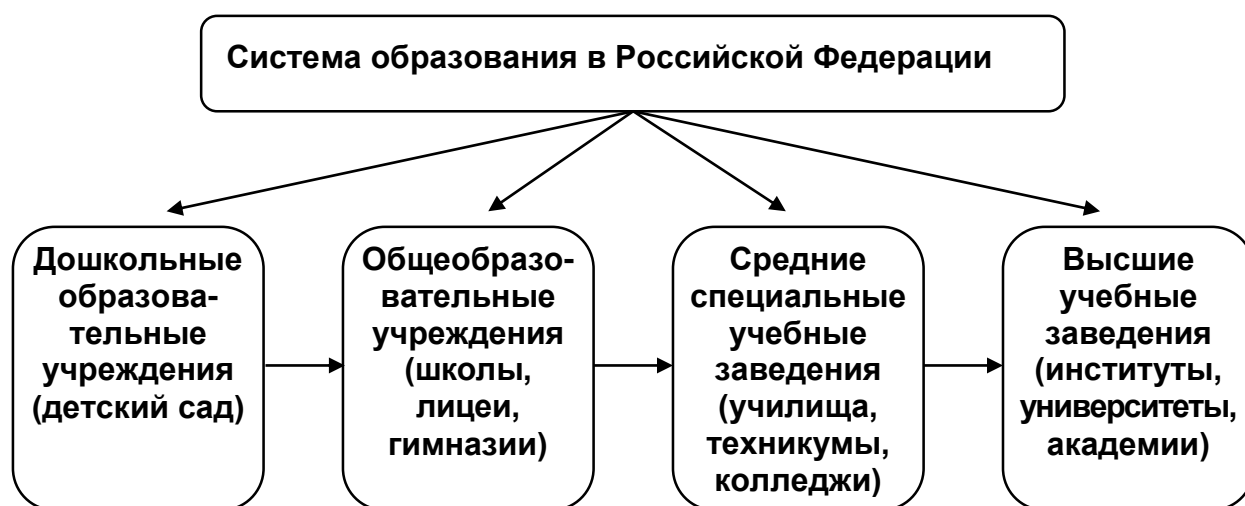 Система образования в Российской Федерации
Дошкольные
образова-
тельные
учреждения
(детский сад)
Общеобразо-
вательные
учреждения
(школы,
лицеи,
гимназии)
Средние
специальные
учебные
заведения
(училища,
техникумы,
колледжи)
Высшие
учебные
заведения
(институты,
университеты,
академии)